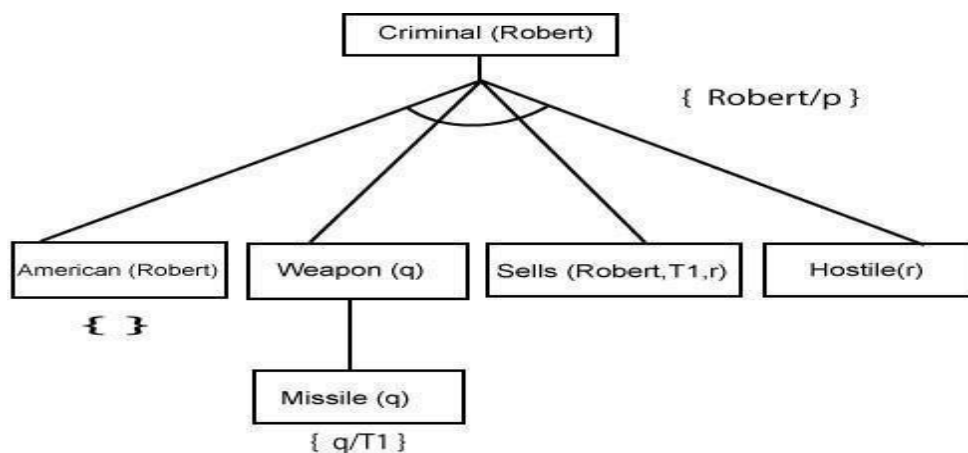 Criminal (Robert)
{ Robert/p }
American (Robert)
Weapon (q)
Sells (Robert,T1,r)
Hostile(r)
{ }
Missile (q)
{ q/T1 }